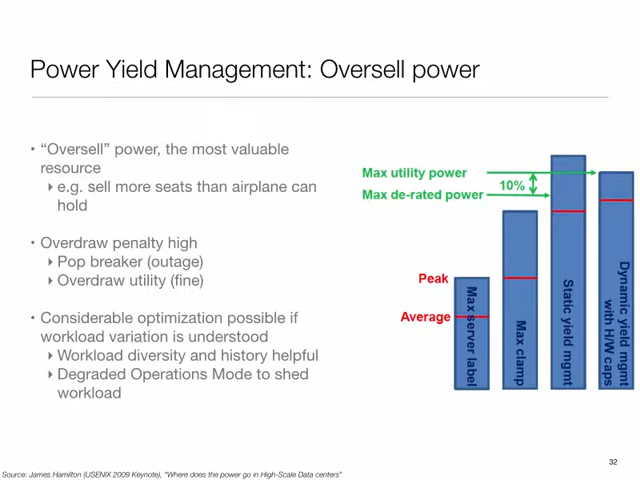 Power Yield Management: Oversell power
• “Oversell” power, the most valuable
resource
▸ e.g. sell more seats than airplane can
hold
• Overdraw penalty high
▸ Pop breaker (outage)
▸ Overdraw utility (fine)
• Considerable optimization possible if
workload variation is understood
▸ Workload diversity and history helpful
▸ Degraded Operations Mode to shed
workload
Max utility power
10%
Max de-rated power
Peak
Average
Max server label
Max clamp
Static yield mgmt
Dynamic yield mgmt
with H/W caps
32
Source: James Hamilton (USENIX 2009 Keynote), "Where does the power go in High-Scale Data centers"